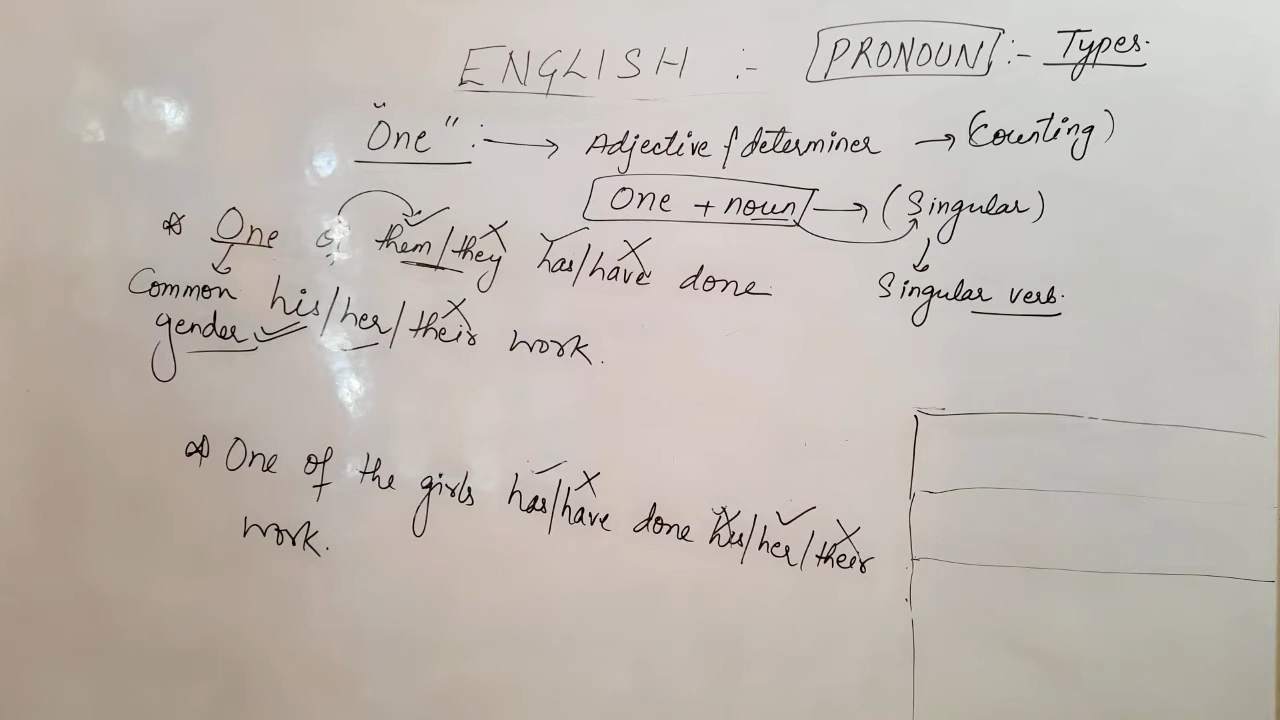 ENGLISH :- PRONOUN :- Types.
"One" :→ Adjective / determiner → (Counting)
One + noun → (Singular)
Singular verb.
* One of them/they has/have done
Common gender
his/her/their work.
* One of the girls has/have done his/her/their
work.